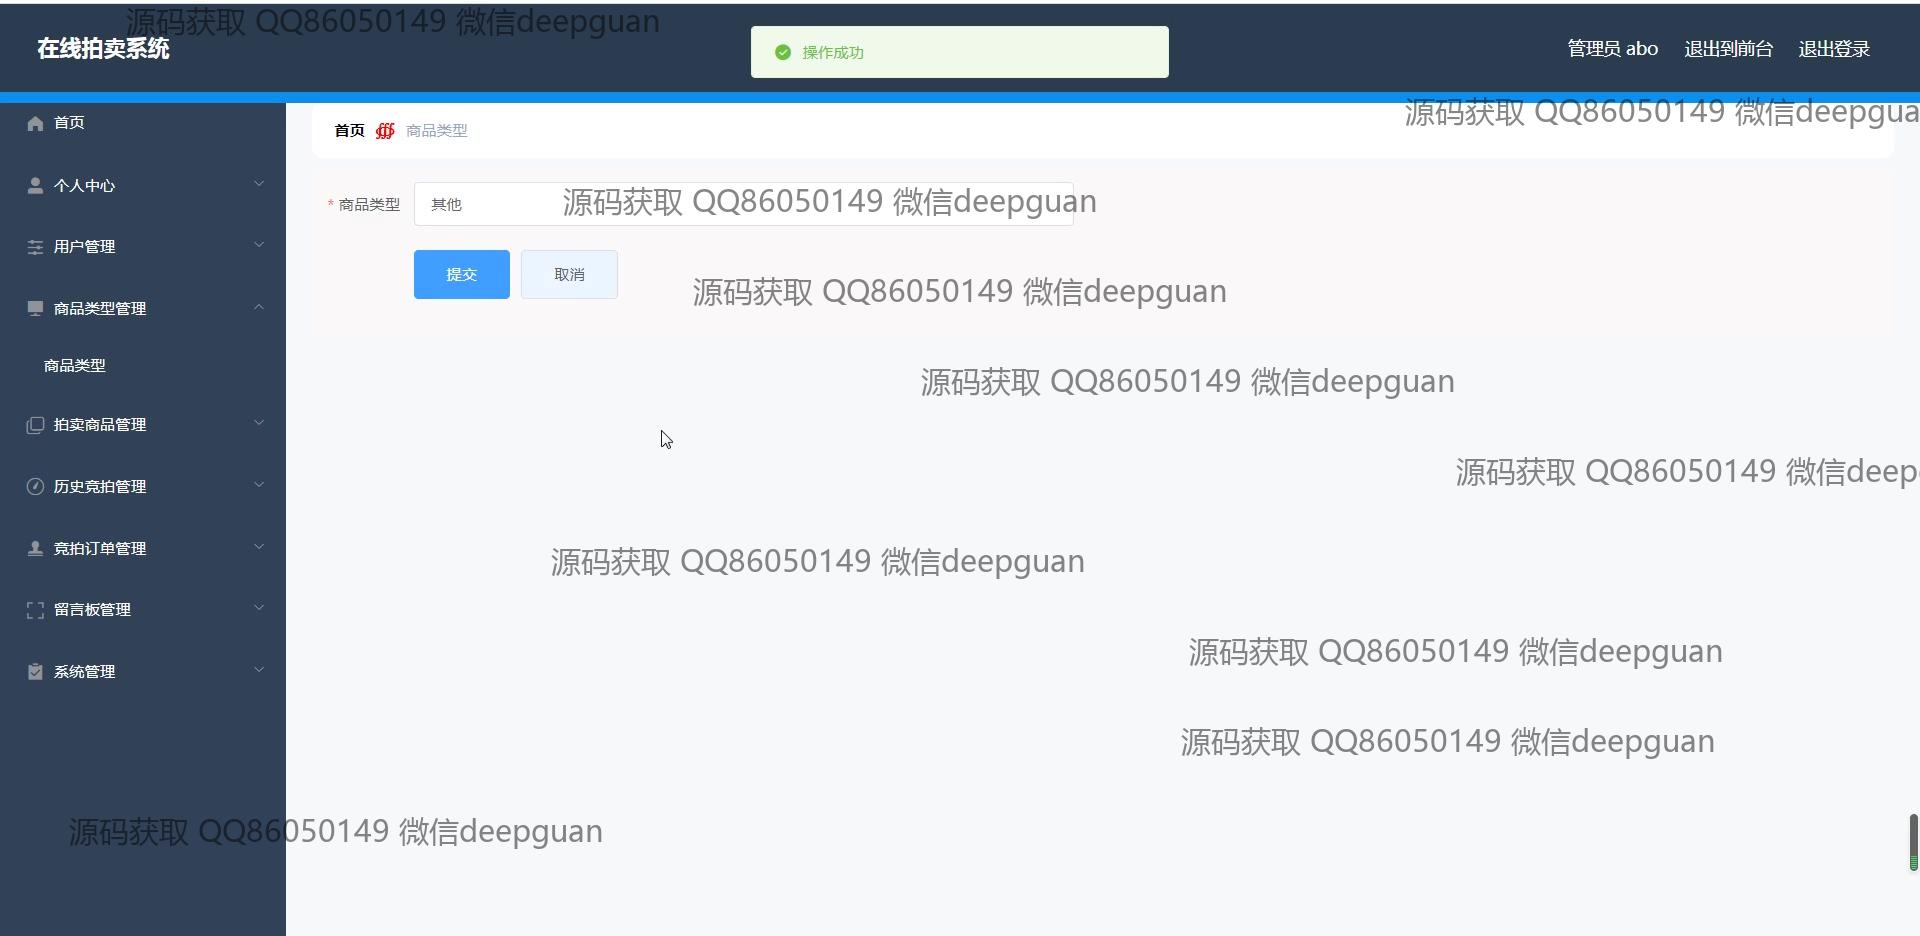 源码获取 QQ86050149 微信deepguan
在线拍卖系统
操作成功
管理员 abo 退出到前台 退出登录
首页
首页 商品类型
源码获取 QQ86050149 微信deepgua
个人中心
* 商品类型 其他
源码获取 QQ86050149 微信deepguan
用户管理
提交 取消
源码获取 QQ86050149 微信deepguan
商品类型管理
商品类型
源码获取 QQ86050149 微信deepguan
拍卖商品管理
源码获取 QQ86050149 微信deep
历史竞拍管理
竞拍订单管理
源码获取 QQ86050149 微信deepguan
留言板管理
源码获取 QQ86050149 微信deepguan
系统管理
源码获取 QQ86050149 微信deepguan
源码获取 QQ86050149 微信deepguan